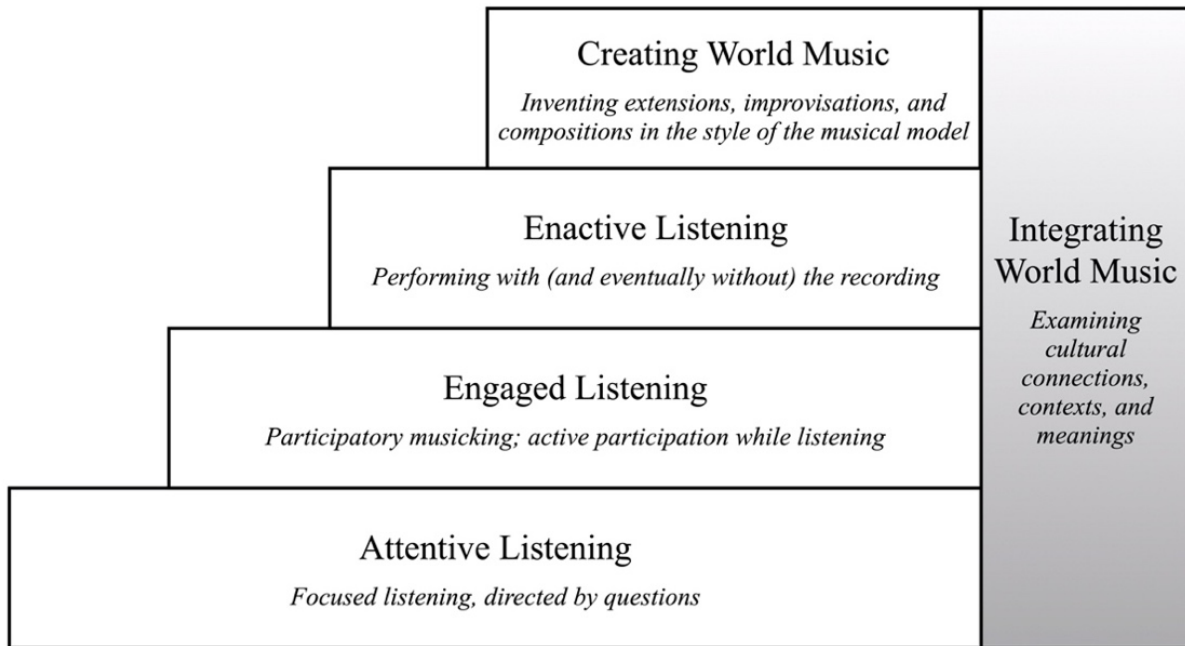 Creating World Music
Inventing extensions, improvisations, and
compositions in the style of the musical model
Enactive Listening
Performing with (and eventually without) the recording
Engaged Listening
Participatory musicking; active participation while listening
Attentive Listening
Focused listening, directed by questions
Integrating
World Music
Examining
cultural
connections,
contexts, and
meanings